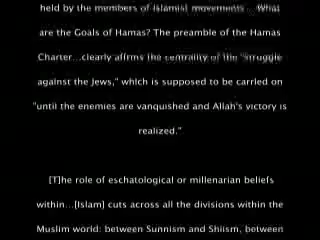 held by the members of Islamist movements... What
are the Goals of Hamas? The preamble of the Hamas
Charter...clearly affirms the centrality of the "struggle
against the Jews," which is supposed to be carried on
"until the enemies are vanquished and Allah's victory is
realized."
[T]he role of eschatological or millenarian beliefs
within...[Islam] cuts across all the divisions within the
Muslim world: between Sunnism and Shiism, between